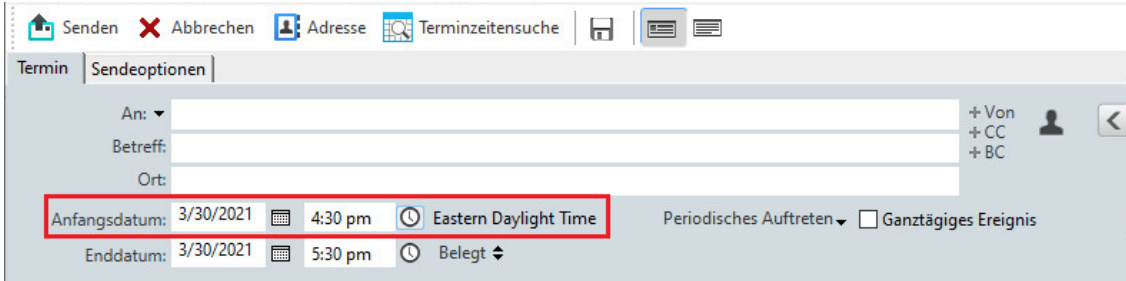 Senden Abbrechen Adresse Terminzeitensuche
Termin Sendeoptionen
An: + Von
+ CC
Betreff: + BC
Ort:
Anfangsdatum: 3/30/2021 4:30 pm Eastern Daylight Time Periodisches Auftreten Ganztägiges Ereignis
Enddatum: 3/30/2021 5:30 pm Belegt